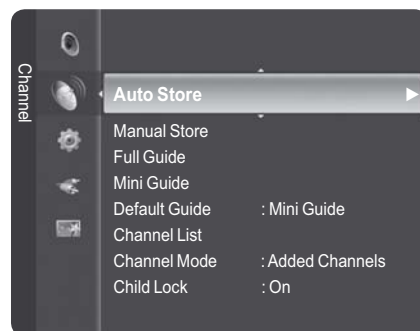 Channel
Auto Store
Manual Store
Full Guide
Mini Guide
Default Guide : Mini Guide
Channel List
Channel Mode : Added Channels
Child Lock : On